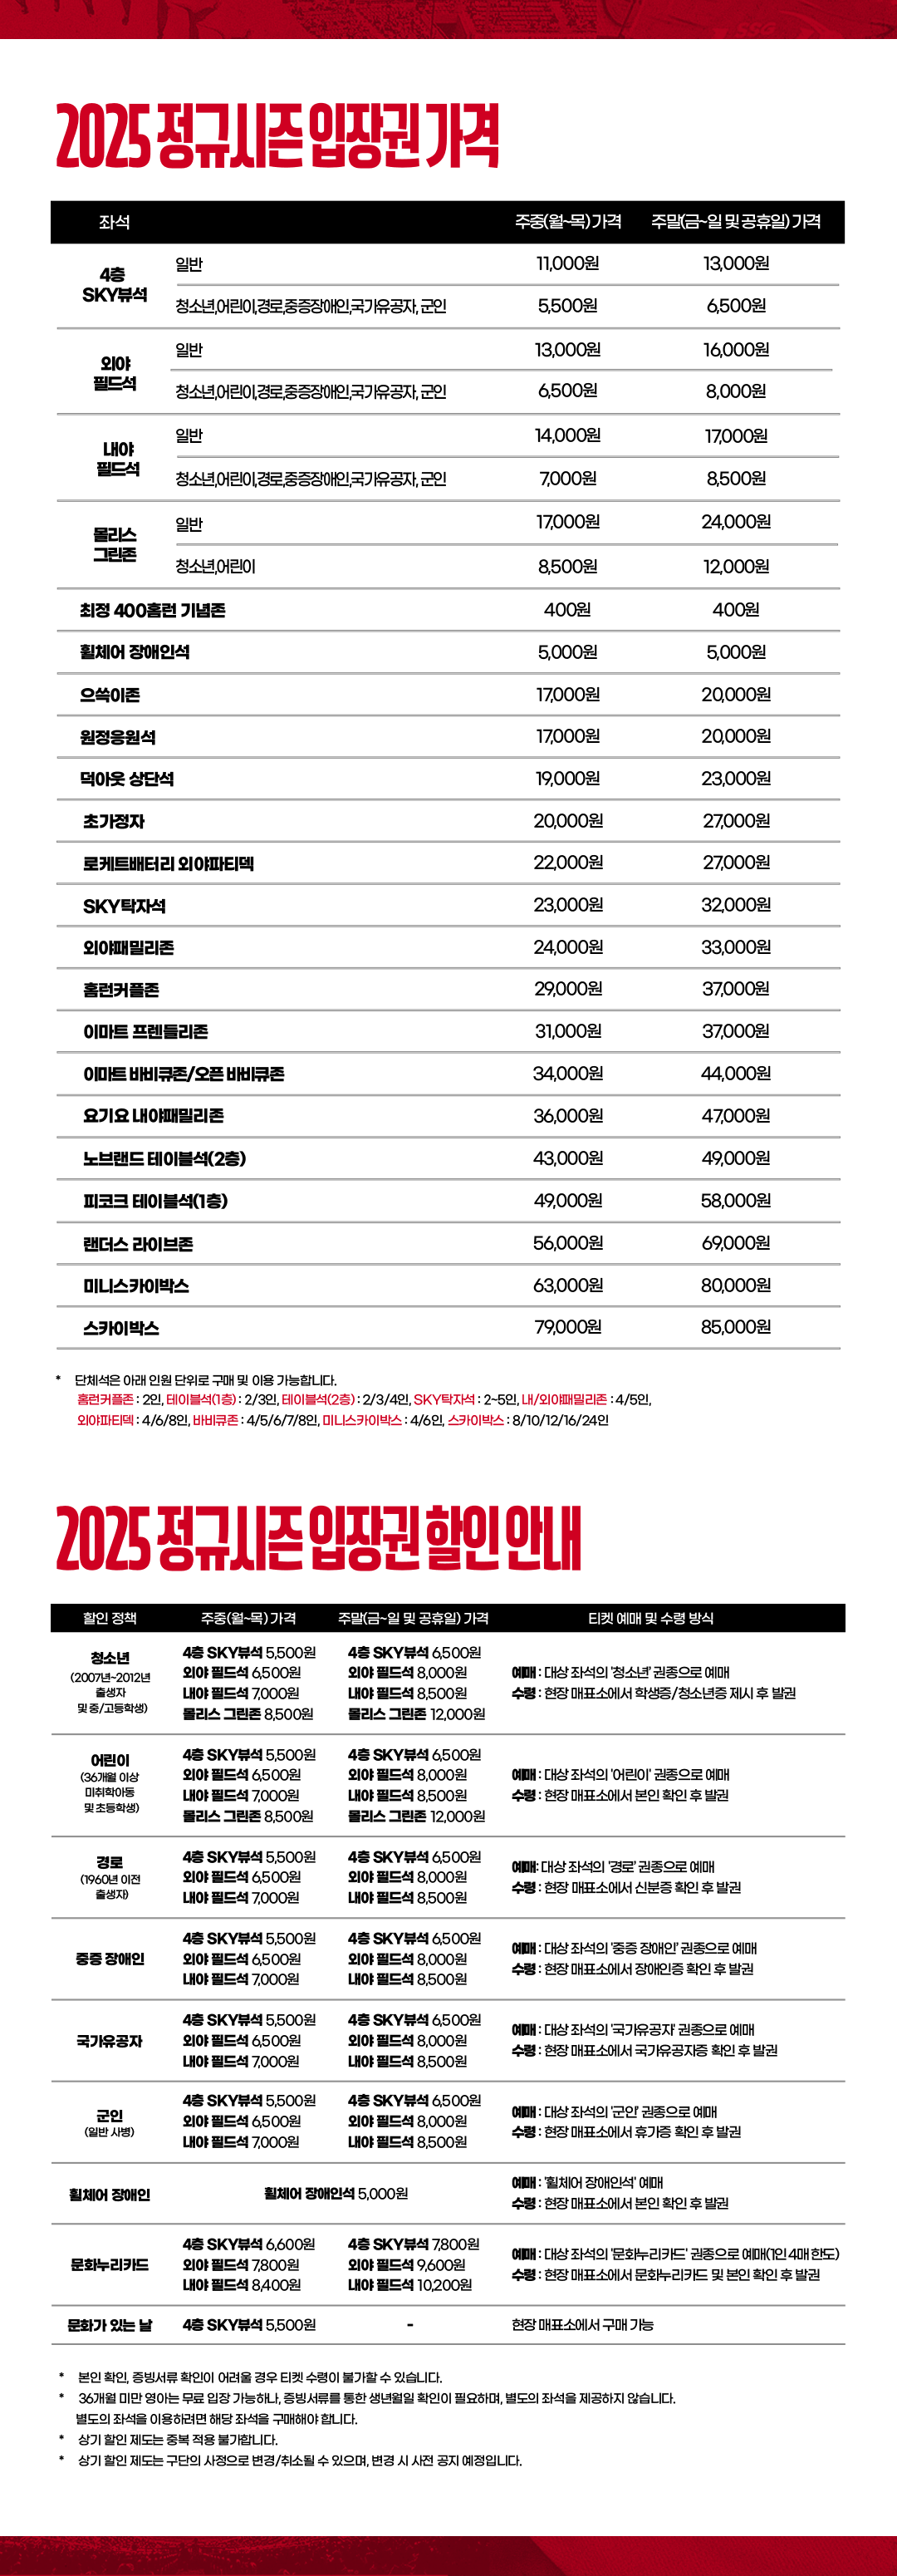 2025 정규시즌 입장권 가격
좌석 주중(월~목) 가격 주말(금~일 및 공휴일) 가격
4층 SKY뷰석
일반 11,000원 13,000원
청소년,어린이,경로,중증장애인,국가유공자, 군인 5,500원 6,500원
외야 필드석
일반 13,000원 16,000원
청소년,어린이,경로,중증장애인,국가유공자, 군인 6,500원 8,000원
내야 필드석
일반 14,000원 17,000원
청소년,어린이,경로,중증장애인,국가유공자, 군인 7,000원 8,500원
몰리스 그린존
일반 17,000원 24,000원
청소년,어린이 8,500원 12,000원
최정 400홈런 기념존 400원 400원
휠체어 장애인석 5,000원 5,000원
으쓱이존 17,000원 20,000원
원정응원석 17,000원 20,000원
덕아웃 상단석 19,000원 23,000원
초가정자 20,000원 27,000원
로케트배터리 외야파티덱 22,000원 27,000원
SKY탁자석 23,000원 32,000원
외야패밀리존 24,000원 33,000원
홈런커플존 29,000원 37,000원
이마트 프렌들리존 31,000원 37,000원
이마트 바비큐존/오픈 바비큐존 34,000원 44,000원
요기요 내야패밀리존 36,000원 47,000원
노브랜드 테이블석(2층) 43,000원 49,000원
피코크 테이블석(1층) 49,000원 58,000원
랜더스 라이브존 56,000원 69,000원
미니스카이박스 63,000원 80,000원
스카이박스 79,000원 85,000원
* 단체석은 아래 인원 단위로 구매 및 이용 가능합니다.
홈런커플존 : 2인, 테이블석(1층) : 2/3인, 테이블석(2층) : 2/3/4인, SKY탁자석 : 2~5인, 내/외야패밀리존 : 4/5인,
외야파티덱 : 4/6/8인, 바비큐존 : 4/5/6/7/8인, 미니스카이박스 : 4/6인, 스카이박스 : 8/10/12/16/24인
2025 정규시즌 입장권 할인 안내
할인 정책 주중(월~목) 가격 주말(금~일 및 공휴일) 가격 티켓 예매 및 수령 방식
청소년
(2007년~2012년
출생자
및 중/고등학생)
4층 SKY뷰석 5,500원 4층 SKY뷰석 6,500원
외야 필드석 6,500원 외야 필드석 8,000원
내야 필드석 7,000원 내야 필드석 8,500원
몰리스 그린존 8,500원 몰리스 그린존 12,000원
예매 : 대상 좌석의 '청소년' 권종으로 예매
수령 : 현장 매표소에서 학생증/청소년증 제시 후 발권
어린이
(36개월 이상
미취학아동
및 초등학생)
4층 SKY뷰석 5,500원 4층 SKY뷰석 6,500원
외야 필드석 6,500원 외야 필드석 8,000원
내야 필드석 7,000원 내야 필드석 8,500원
몰리스 그린존 8,500원 몰리스 그린존 12,000원
예매 : 대상 좌석의 '어린이' 권종으로 예매
수령 : 현장 매표소에서 본인 확인 후 발권
경로
(1960년 이전
출생자)
4층 SKY뷰석 5,500원 4층 SKY뷰석 6,500원
외야 필드석 6,500원 외야 필드석 8,000원
내야 필드석 7,000원 내야 필드석 8,500원
예매: 대상 좌석의 '경로' 권종으로 예매
수령 : 현장 매표소에서 신분증 확인 후 발권
중증 장애인
4층 SKY뷰석 5,500원 4층 SKY뷰석 6,500원
외야 필드석 6,500원 외야 필드석 8,000원
내야 필드석 7,000원 내야 필드석 8,500원
예매 : 대상 좌석의 '중증 장애인' 권종으로 예매
수령 : 현장 매표소에서 장애인증 확인 후 발권
국가유공자
4층 SKY뷰석 5,500원 4층 SKY뷰석 6,500원
외야 필드석 6,500원 외야 필드석 8,000원
내야 필드석 7,000원 내야 필드석 8,500원
예매 : 대상 좌석의 '국가유공자' 권종으로 예매
수령 : 현장 매표소에서 국가유공자증 확인 후 발권
군인
(일반 사병)
4층 SKY뷰석 5,500원 4층 SKY뷰석 6,500원
외야 필드석 6,500원 외야 필드석 8,000원
내야 필드석 7,000원 내야 필드석 8,500원
예매 : 대상 좌석의 '군인' 권종으로 예매
수령 : 현장 매표소에서 휴가증 확인 후 발권
휠체어 장애인
휠체어 장애인석 5,000원
예매 : '휠체어 장애인석' 예매
수령 : 현장 매표소에서 본인 확인 후 발권
문화누리카드
4층 SKY뷰석 6,600원 4층 SKY뷰석 7,800원
외야 필드석 7,800원 외야 필드석 9,600원
내야 필드석 8,400원 내야 필드석 10,200원
예매 : 대상 좌석의 '문화누리카드' 권종으로 예매(1인 4매 한도)
수령 : 현장 매표소에서 문화누리카드 및 본인 확인 후 발권
문화가 있는 날 4층 SKY뷰석 5,500원 - 현장 매표소에서 구매 가능
* 본인 확인, 증빙서류 확인이 어려울 경우 티켓 수령이 불가할 수 있습니다.
* 36개월 미만 영아는 무료 입장 가능하나, 증빙서류를 통한 생년월일 확인이 필요하며, 별도의 좌석을 제공하지 않습니다.
별도의 좌석을 이용하려면 해당 좌석을 구매해야 합니다.
* 상기 할인 제도는 중복 적용 불가합니다.
* 상기 할인 제도는 구단의 사정으로 변경/취소될 수 있으며, 변경 시 사전 공지 예정입니다.